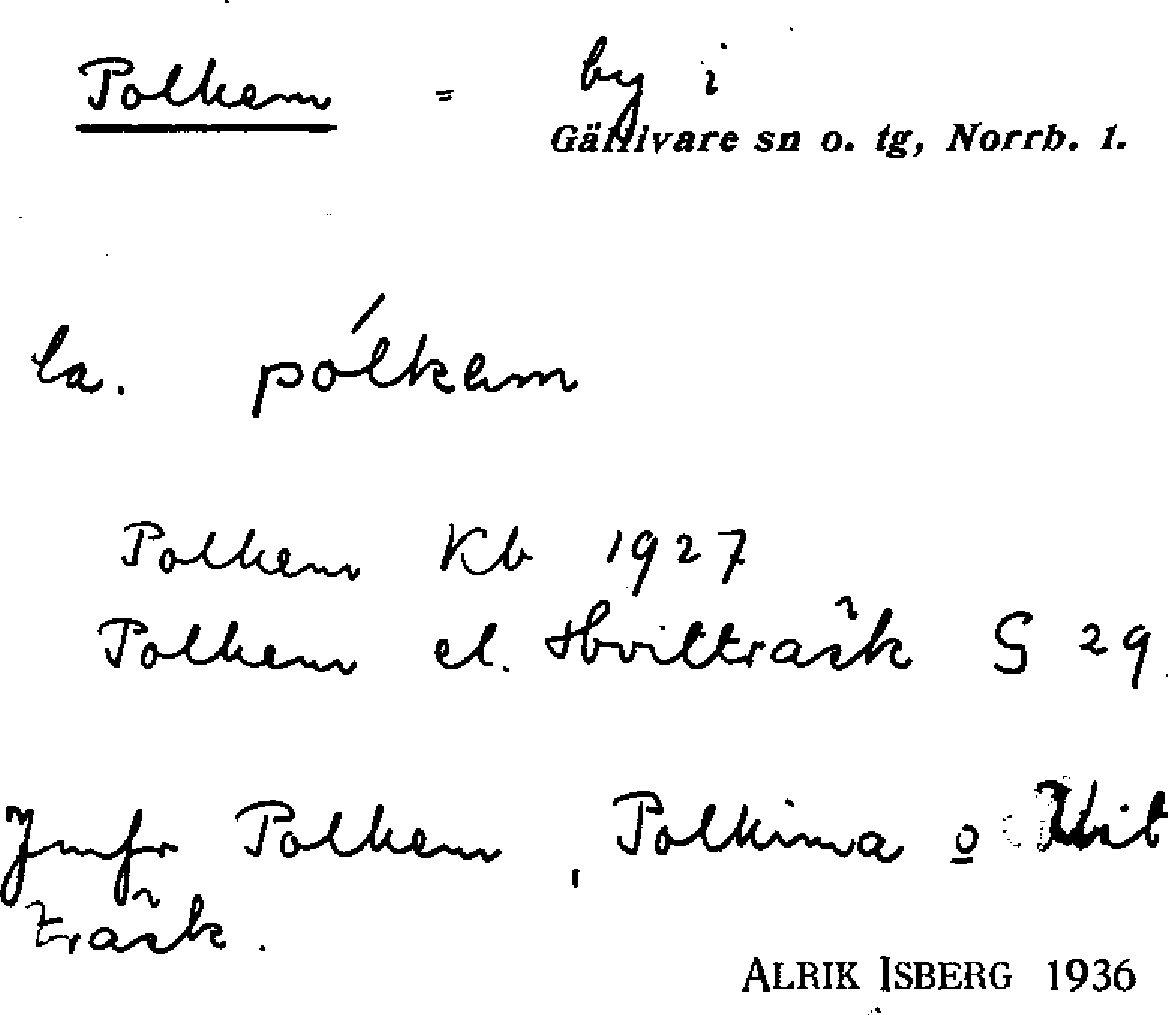 Polkem = by i
Gällivare sn o. tg, Norrb. l.
la. pólkem
Polkem Kb 1927
Polkem el. Hvitträsk S 29.
Jmfr Polkem, Polkima o Vit
träsk.
ALRIK ISBERG 1936